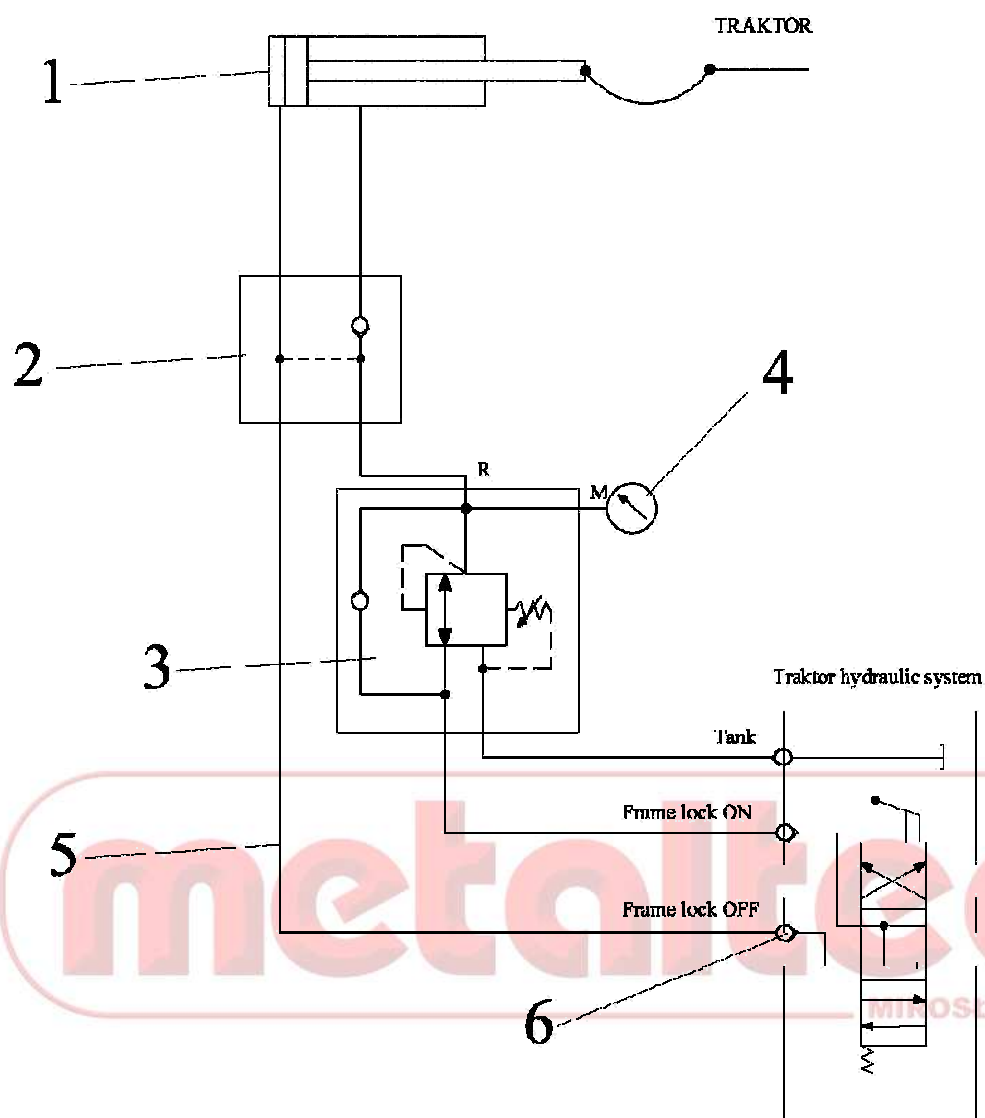 TRAKTOR
1
2
4
R
M
3
Traktor hydraulic system
Tank
Frame lock ON
5
Frame lock OFF
metaltec
6